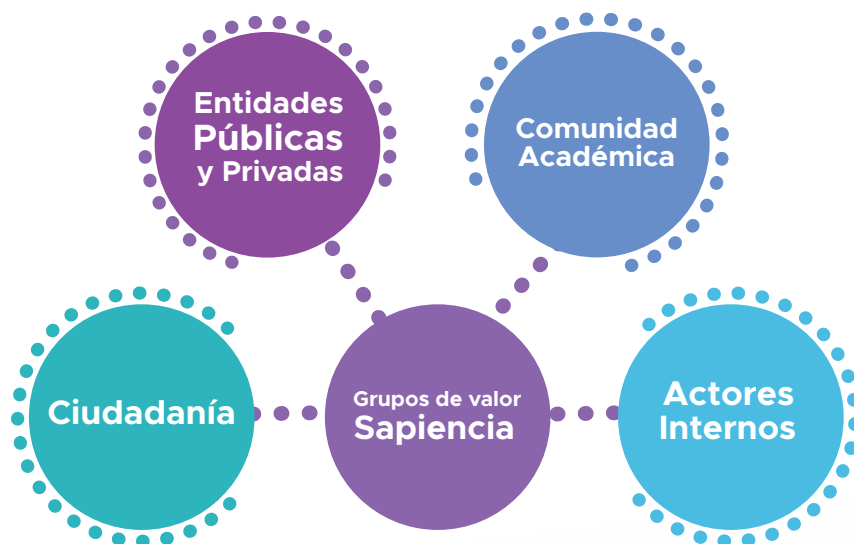 Entidades
Públicas
y Privadas
Comunidad
Académica
Ciudadanía
Grupos de valor
Sapiencia
Actores
Internos